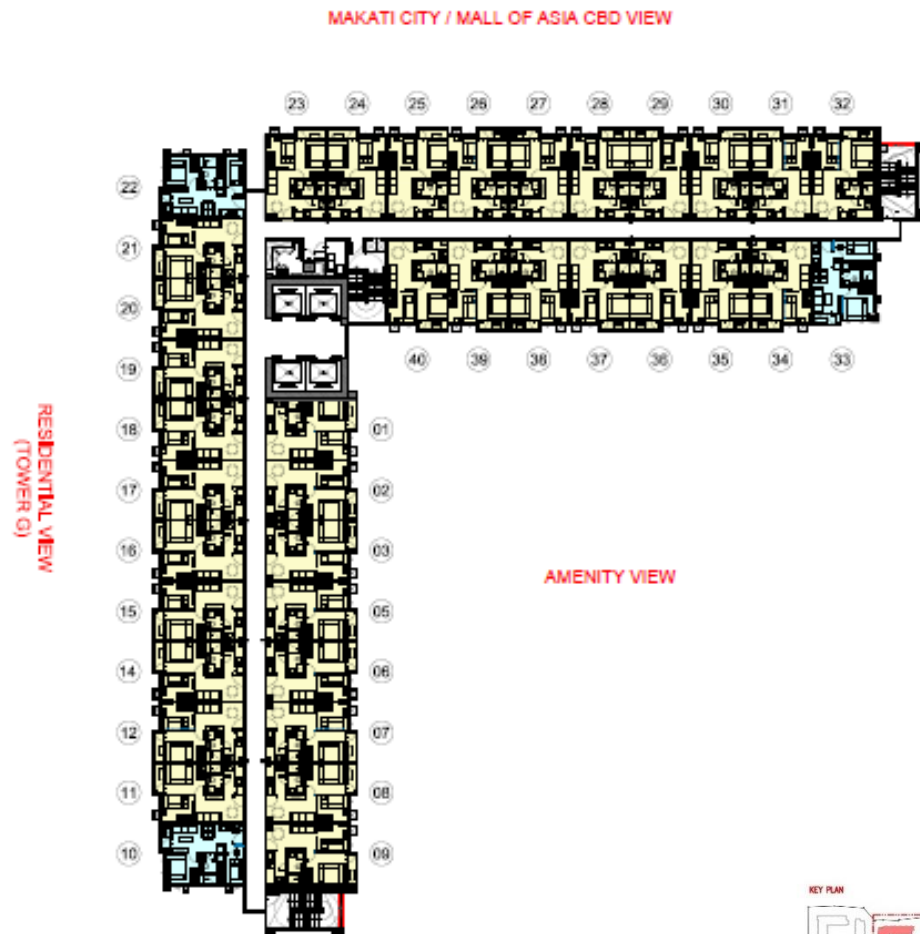 MAKATI CITY / MALL OF ASIA CBD VIEW
23 24 25 26 27 28 29 30 31 32
22
21
20
19
18
17
16
15
14
12
11
10
40 39 38 37 36 35 34 33
01
02
03
05
06
07
08
09
RESIDENTIAL VIEW
(TOWER G)
AMENITY VIEW
KEY PLAN